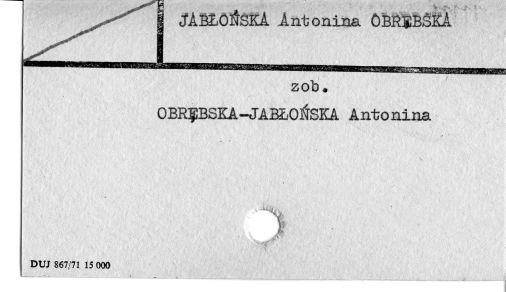 JABŁOŃSKA Antonina OBRĘBSKA
zob.
OBRĘBSKA-JABŁOŃSKA Antonina
DUJ 867/71 15 000